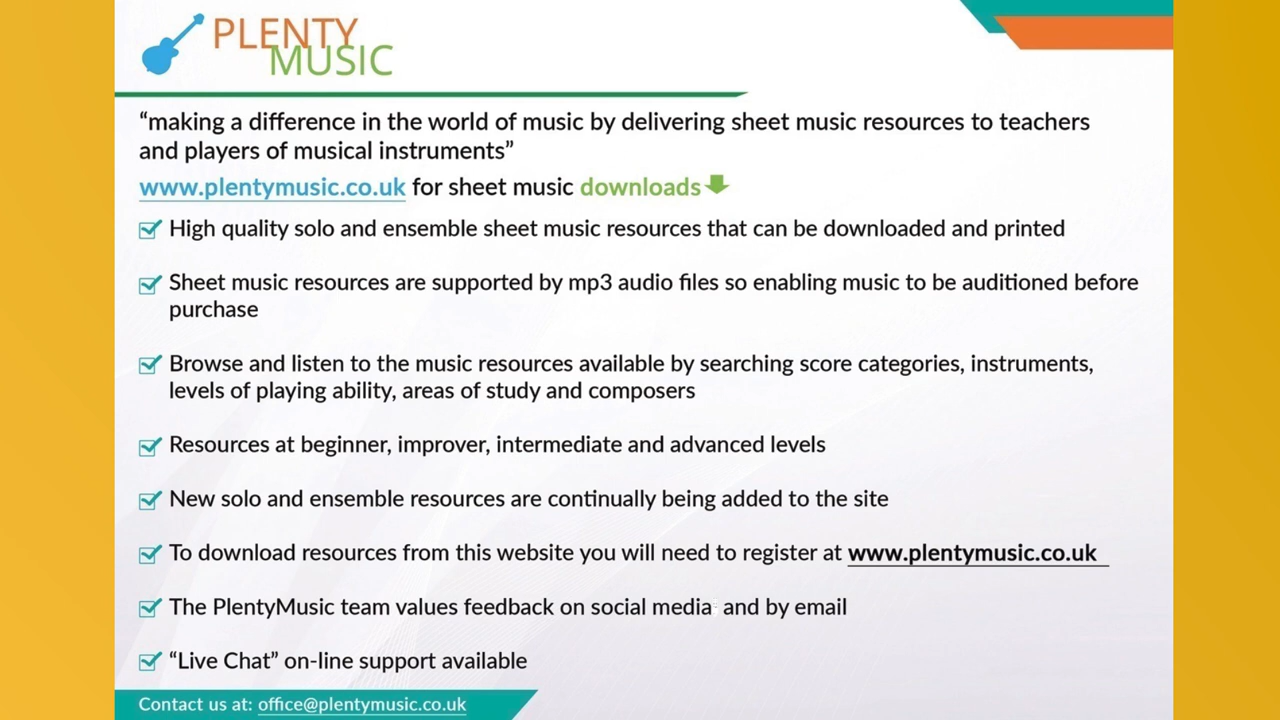 PLENTY
MUSIC
“making a difference in the world of music by delivering sheet music resources to teachers
and players of musical instruments”
www.plentymusic.co.uk for sheet music downloads
High quality solo and ensemble sheet music resources that can be downloaded and printed
Sheet music resources are supported by mp3 audio files so enabling music to be auditioned before
purchase
Browse and listen to the music resources available by searching score categories, instruments,
levels of playing ability, areas of study and composers
Resources at beginner, improver, intermediate and advanced levels
New solo and ensemble resources are continually being added to the site
To download resources from this website you will need to register at www.plentymusic.co.uk
The PlentyMusic team values feedback on social media and by email
“Live Chat” on-line support available
Contact us at: office@plentymusic.co.uk